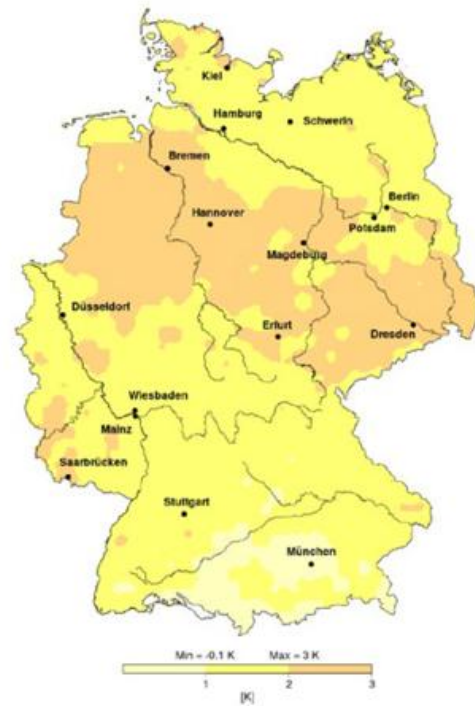 Kiel
Hamburg
Schwerin
Bremen
Berlin
Hannover
Potsdam
Magdeburg
Düsseldorf
Erfurt
Dresden
Wiesbaden
Mainz
Saarbrücken
Stuttgart
München
Min = -0.1 K Max = 3 K
1 2 3
[K]